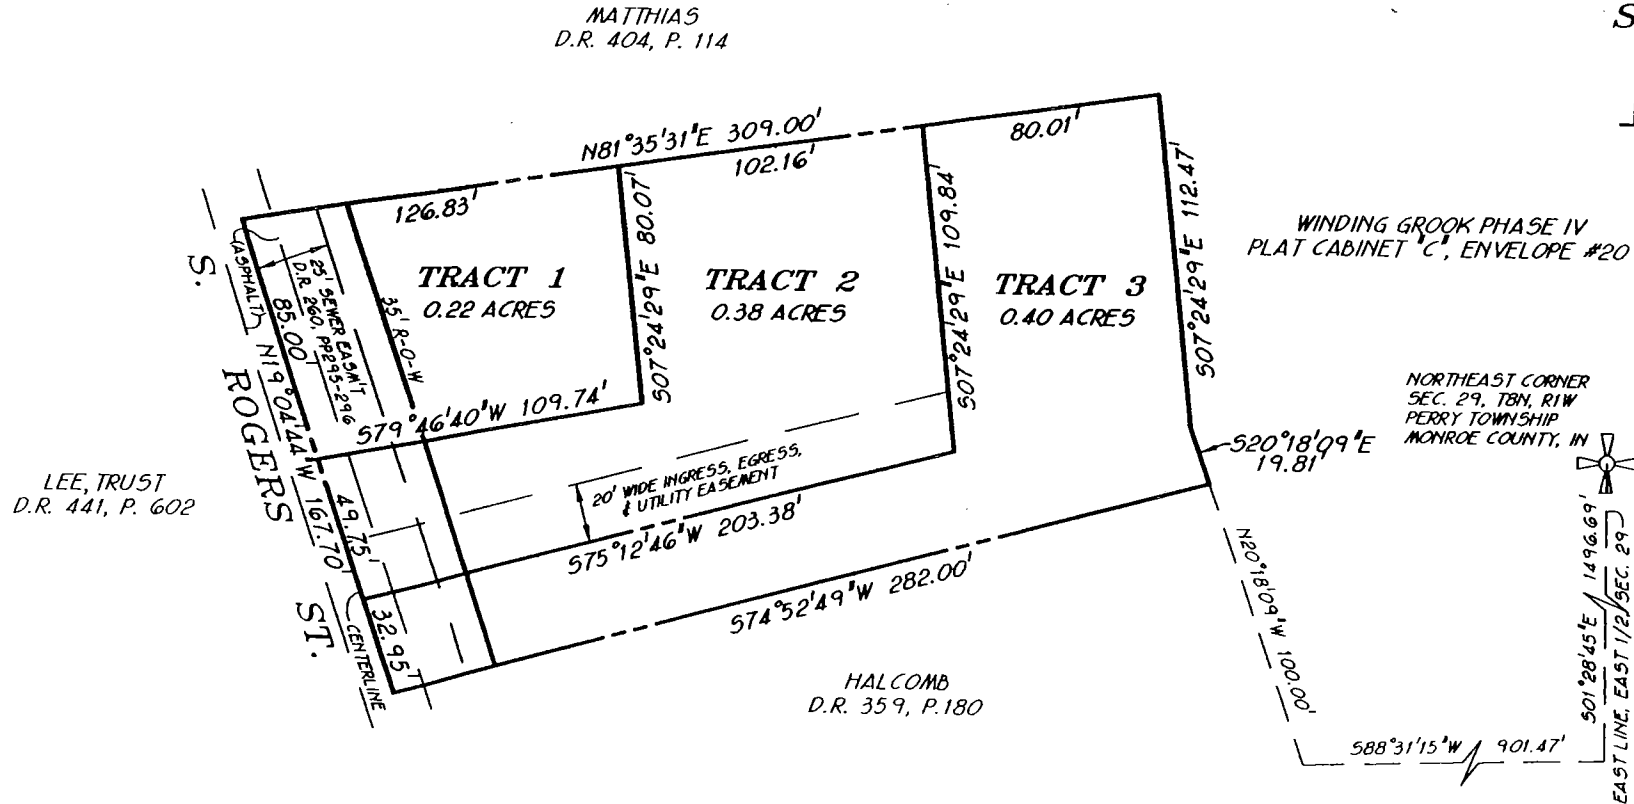 MATTHIAS
D.R. 404, P. 114
S
N81°35'31"E 309.00'
126.83'
102.16'
80.01'
S07°24'29"E 80.07'
S07°24'29"E 109.84'
S07°24'29"E 112.47'
TRACT 1
0.22 ACRES
TRACT 2
0.38 ACRES
TRACT 3
0.40 ACRES
WINDING GROOK PHASE IV
PLAT CABINET "C", ENVELOPE #20
S. ROGERS ST.
(ASPHALT)
85.00'
25' SEWER EASM'T
D.R. 260, PP295-296
35' R-O-W
N19°04'44"W 167.70'
S79°46'40"W 109.74'
49.75'
32.95'
CENTERLINE
20' WIDE INGRESS, EGRESS,
& UTILITY EASEMENT
S75°12'46"W 203.38'
S74°52'49"W 282.00'
S20°18'09"E
19.81'
NORTHEAST CORNER
SEC. 29, T8N, R1W
PERRY TOWNSHIP
MONROE COUNTY, IN
LEE, TRUST
D.R. 441, P. 602
HALCOMB
D.R. 359, P.180
N20°18'09"W 100.00'
S88°31'15"W 901.47'
S01°28'45"E 1496.69'
EAST LINE, EAST 1/2, SEC. 29